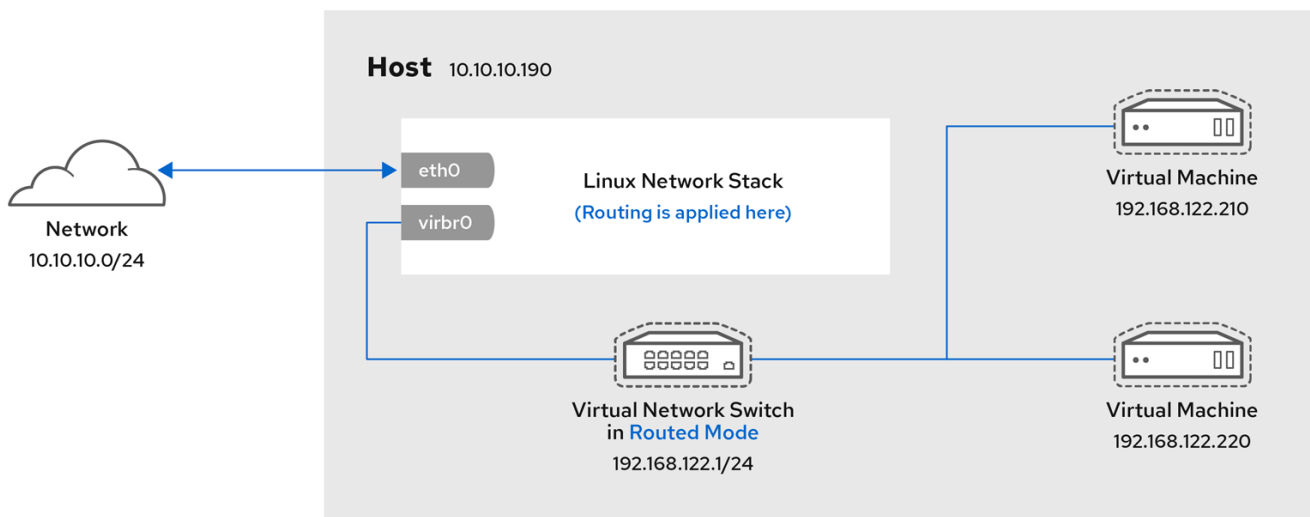 Host 10.10.10.190
eth0
Linux Network Stack
(Routing is applied here)
virbr0
Network
10.10.10.0/24
Virtual Machine
192.168.122.210
Virtual Network Switch
in Routed Mode
192.168.122.1/24
Virtual Machine
192.168.122.220